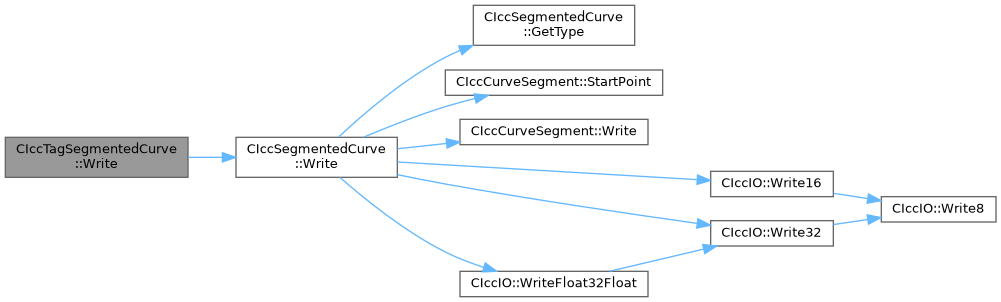 CIccTagSegmentedCurve
::Write
CIccSegmentedCurve
::Write
CIccSegmentedCurve
::GetType
CIccCurveSegment::StartPoint
CIccCurveSegment::Write
CIccIO::WriteFloat32Float
CIccIO::Write16
CIccIO::Write32
CIccIO::Write8